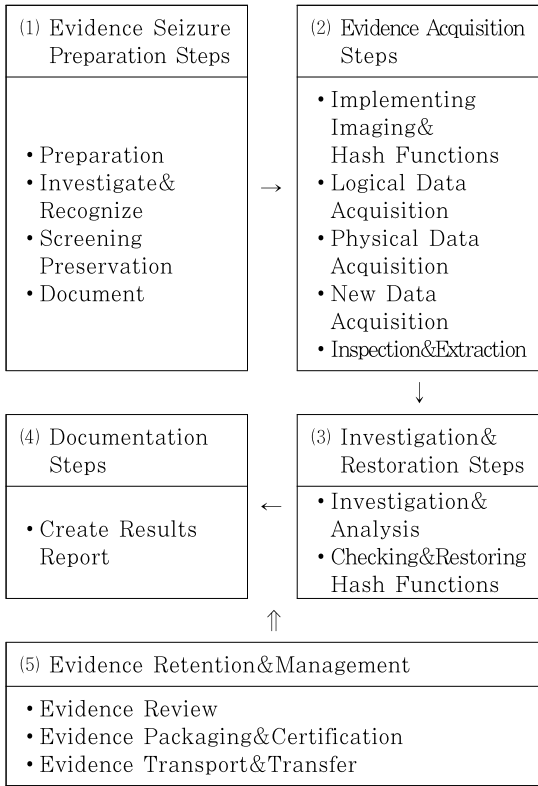 (1) Evidence Seizure
Preparation Steps
• Preparation
• Investigate&
Recognize
• Screening
Preservation
• Document
→
(2) Evidence Acquisition
Steps
• Implementing
Imaging&
Hash Functions
• Logical Data
Acquisition
• Physical Data
Acquisition
• New Data
Acquisition
• Inspection&Extraction
↓
(3) Investigation&
Restoration Steps
• Investigation&
Analysis
• Checking&Restoring
Hash Functions
←
(4) Documentation
Steps
• Create Results
Report
⇑
(5) Evidence Retention&Management
• Evidence Review
• Evidence Packaging&Certification
• Evidence Transport&Transfer